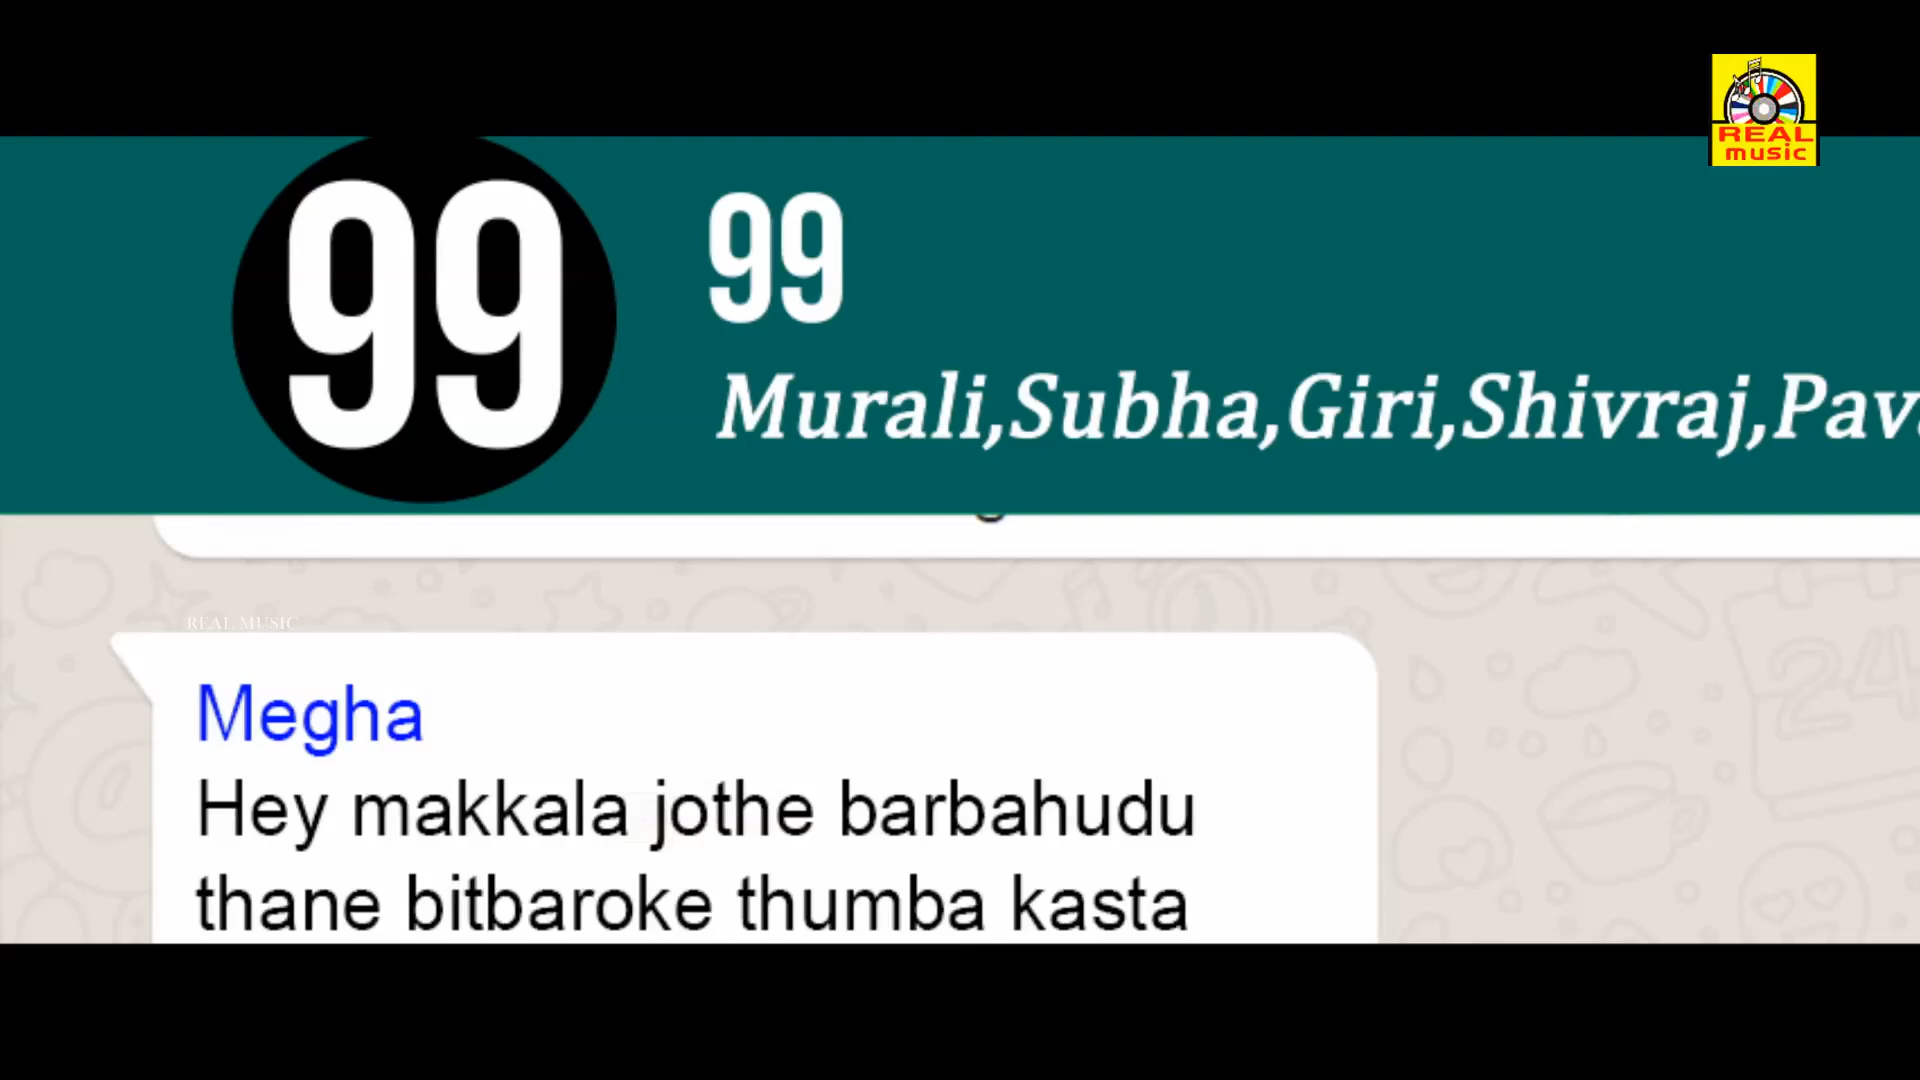 REAL
music
99
99
Murali,Subha,Giri,Shivraj,Pav
REAL MUSIC
Megha
Hey makkala jothe barbahudu
thane bitbaroke thumba kasta